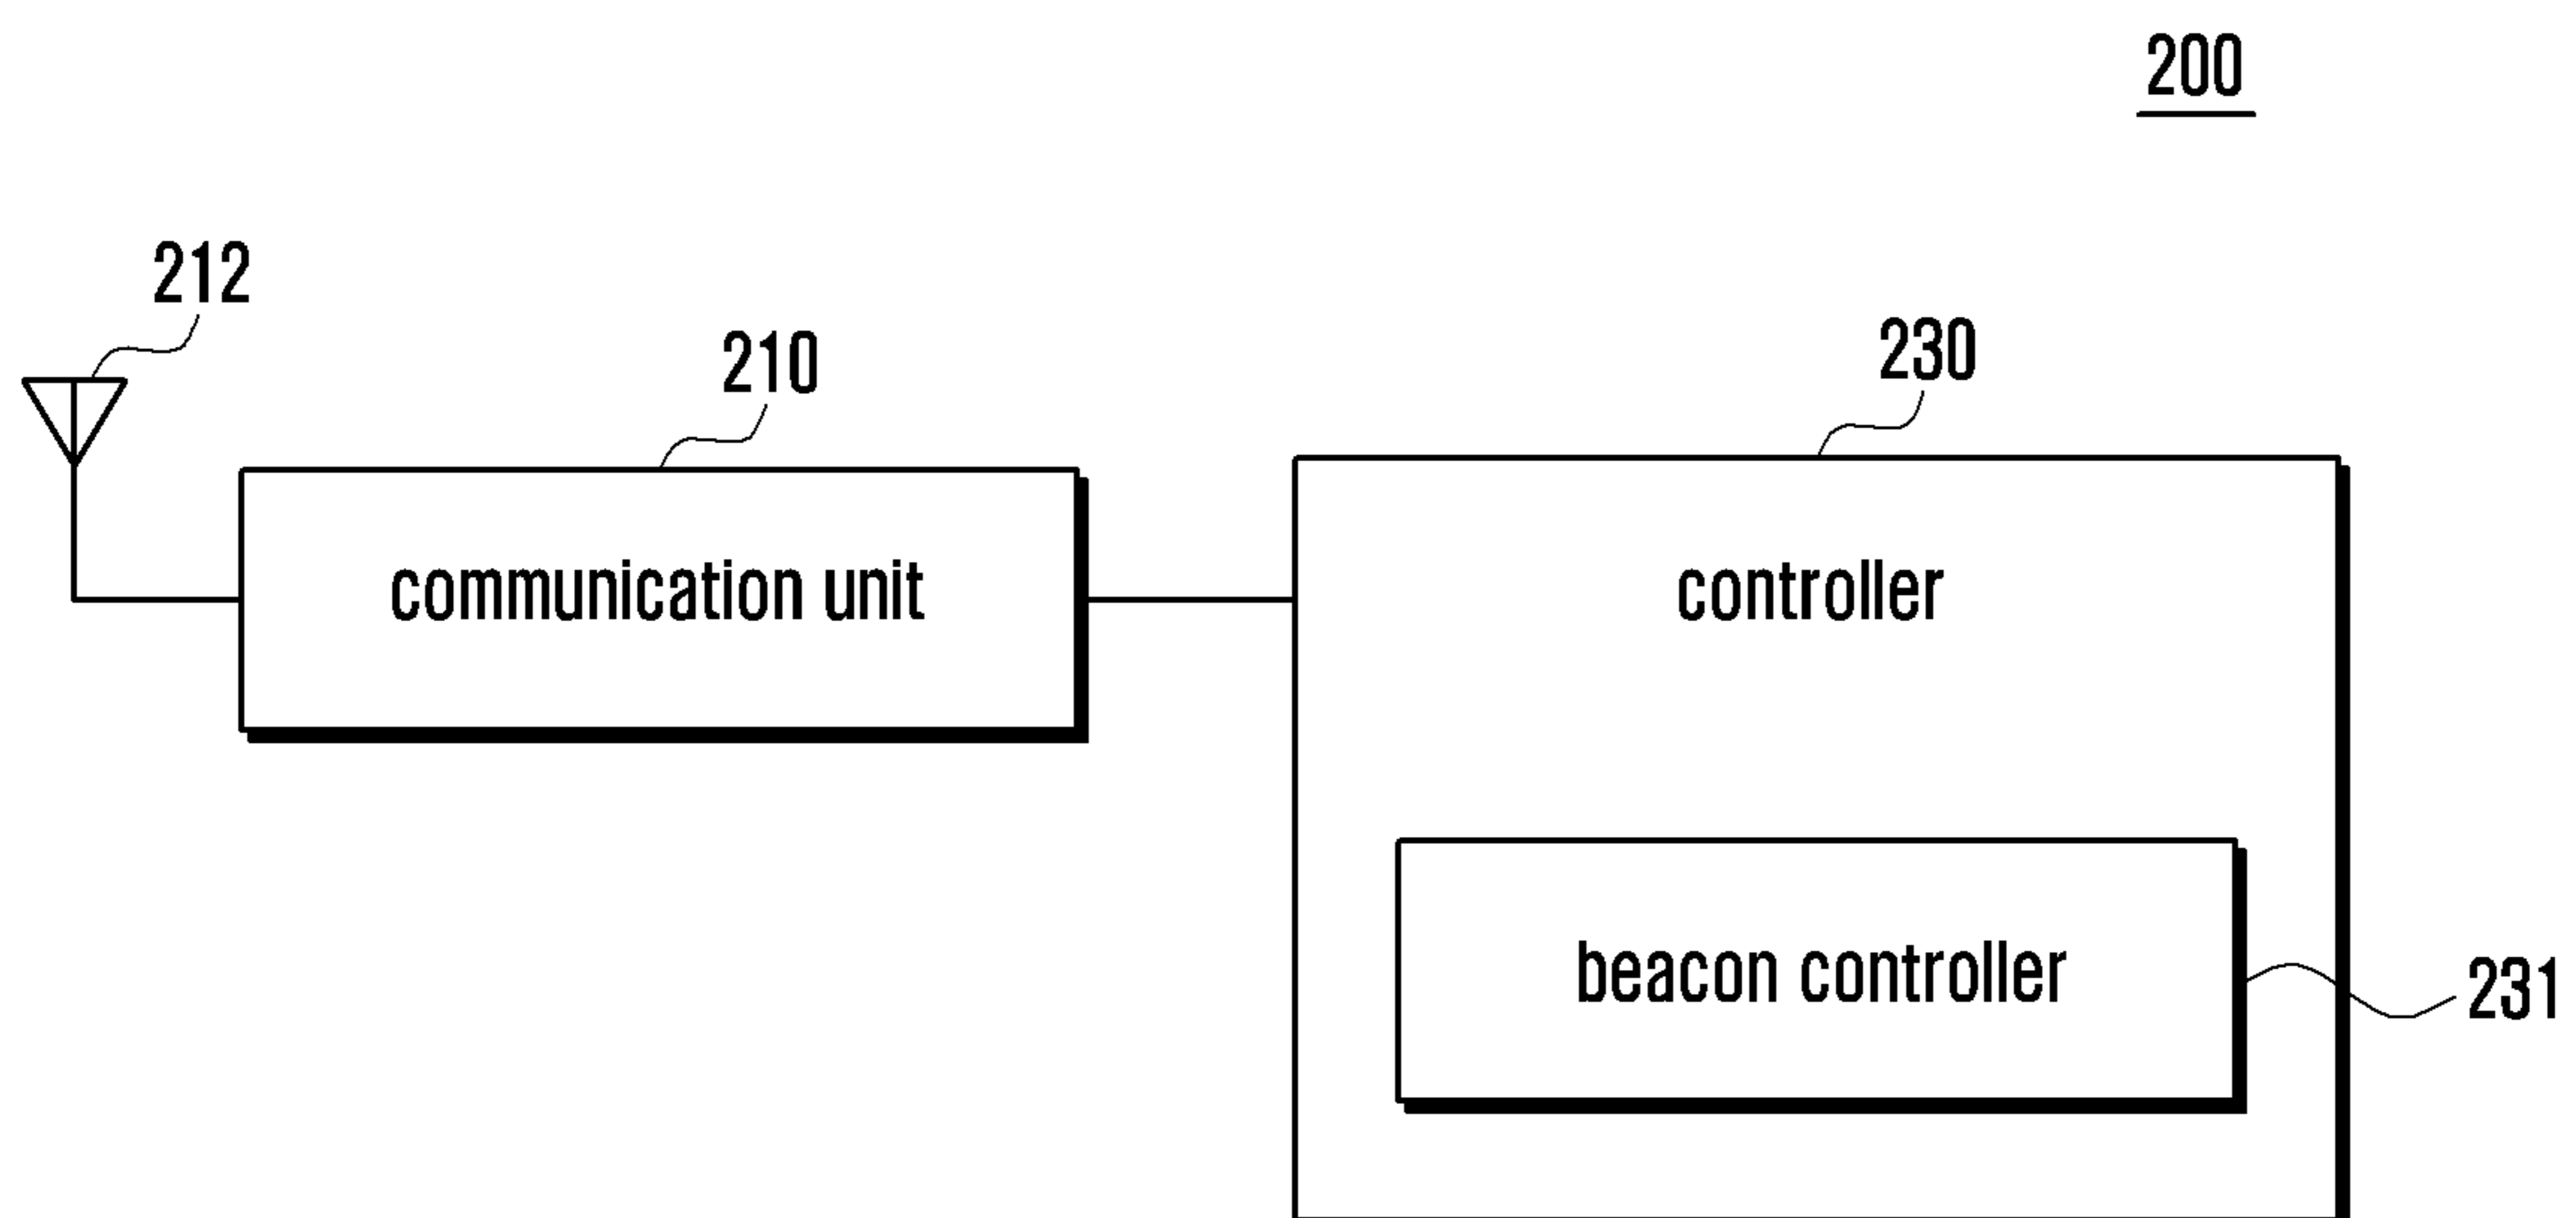 200
212
210
230
communication unit
controller
beacon controller
231